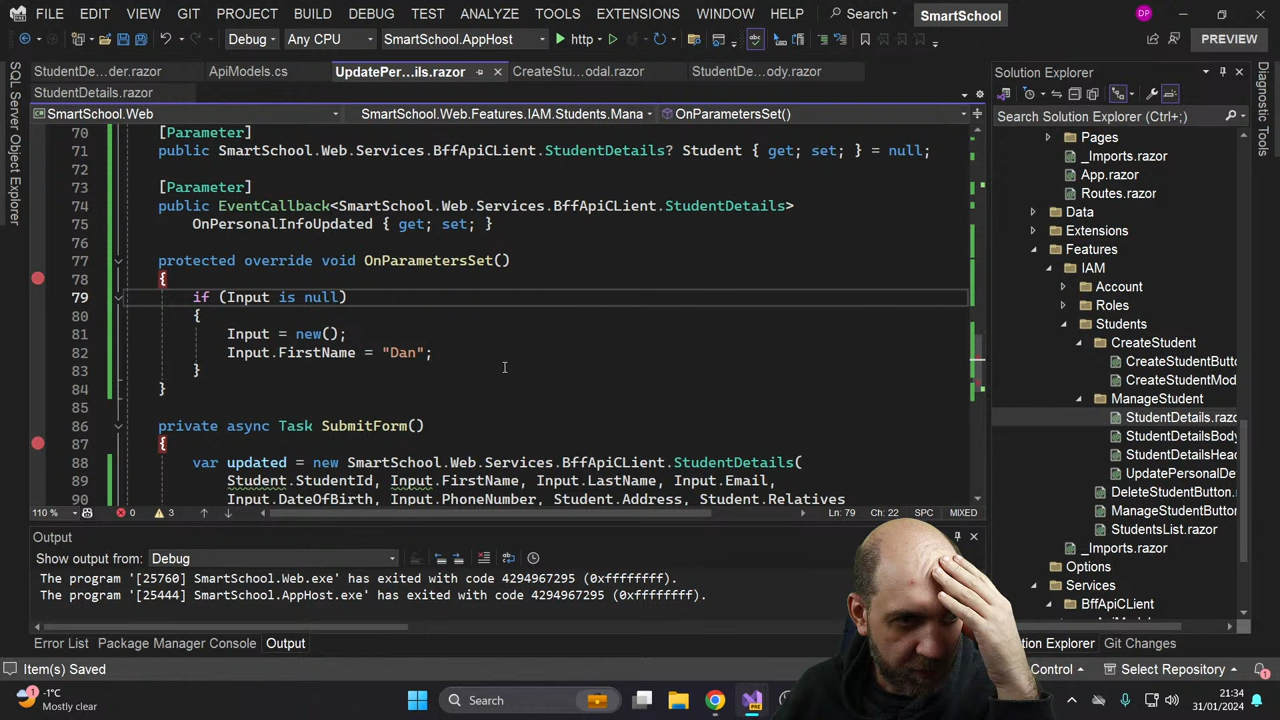 FILE EDIT VIEW GIT PROJECT BUILD DEBUG TEST ANALYZE TOOLS EXTENSIONS WINDOW HELP Search SmartSchool DP
Debug Any CPU SmartSchool.AppHost http PREVIEW
SQL Server Object Explorer
StudentDe...der.razor ApiModels.cs UpdatePer...ils.razor CreateStu...odal.razor StudentDe...ody.razor
StudentDetails.razor
SmartSchool.Web SmartSchool.Web.Features.IAM.Students.Mana OnParametersSet()
70 [Parameter]
71 public SmartSchool.Web.Services.BffApiCLient.StudentDetails? Student { get; set; } = null;
72
73 [Parameter]
74 public EventCallback<SmartSchool.Web.Services.BffApiCLient.StudentDetails>
75 OnPersonalInfoUpdated { get; set; }
76
77 protected override void OnParametersSet()
78 {
79 if (Input is null)
80 {
81 Input = new();
82 Input.FirstName = "Dan";
83 }
84 }
85
86 private async Task SubmitForm()
87 {
88 var updated = new SmartSchool.Web.Services.BffApiCLient.StudentDetails(
89 Student.StudentId, Input.FirstName, Input.LastName, Input.Email,
90 Input.DateOfBirth, Input.PhoneNumber, Student.Address, Student.Relatives
110 % 0 3 Ln: 79 Ch: 22 SPC MIXED
Output
Show output from: Debug
The program '[25760] SmartSchool.Web.exe' has exited with code 4294967295 (0xffffffff).
The program '[25444] SmartSchool.AppHost.exe' has exited with code 4294967295 (0xffffffff).
Error List Package Manager Console Output
Solution Explorer
Search Solution Explorer (Ctrl+;)
Pages
_Imports.razor
App.razor
Routes.razor
Data
Extensions
Features
IAM
Account
Roles
Students
CreateStudent
CreateStudentButto
CreateStudentMod
ManageStudent
StudentDetails.razo
StudentDetailsBody
StudentDetailsHea
UpdatePersonalDe
DeleteStudentButton.
ManageStudentButton
StudentsList.razor
_Imports.razor
Options
Services
BffApiCLient
Explorer Git Changes
Diagnostic Tools
Item(s) Saved Control Select Repository 1
1 -1°C
Mostly clear
Search
21:34
31/01/2024